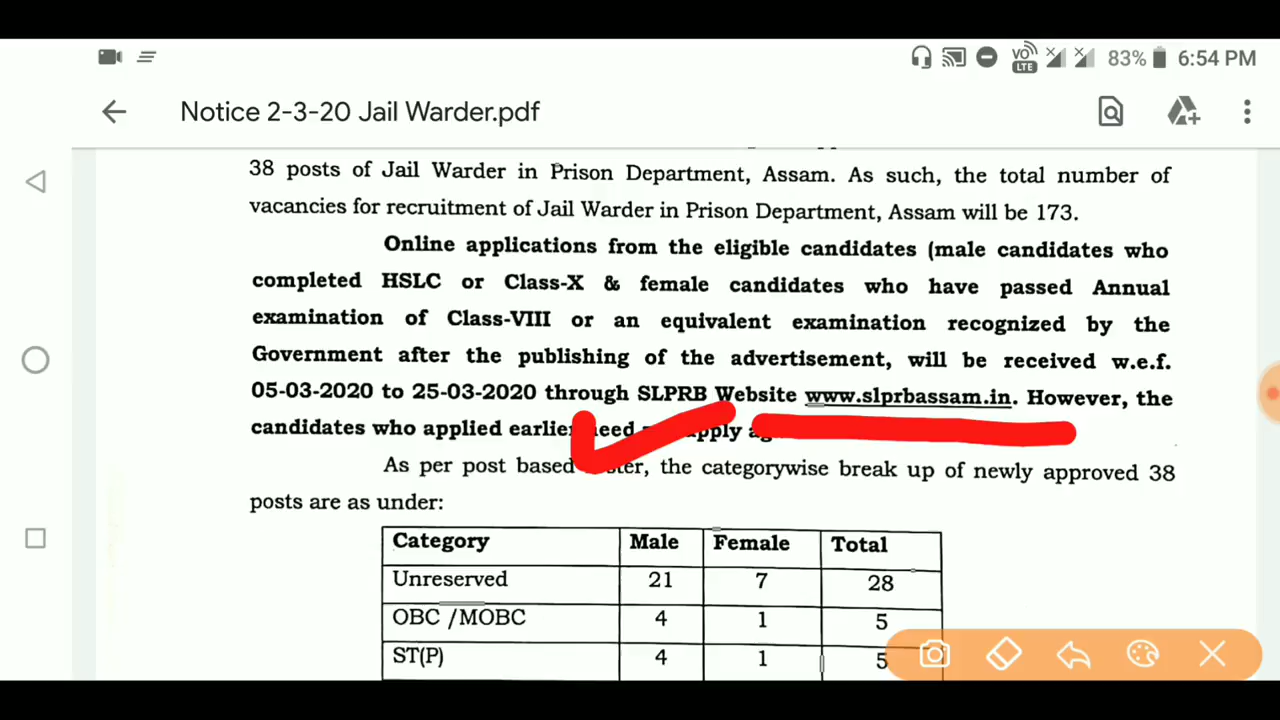 VO LTE 83% 6:54 PM
Notice 2-3-20 Jail Warder.pdf
38 posts of Jail Warder in Prison Department, Assam. As such, the total number of
vacancies for recruitment of Jail Warder in Prison Department, Assam will be 173.
Online applications from the eligible candidates (male candidates who
completed HSLC or Class-X & female candidates who have passed Annual
examination of Class-VIII or an equivalent examination recognized by the
Government after the publishing of the advertisement, will be received w.e.f.
05-03-2020 to 25-03-2020 through SLPRB Website www.slprbassam.in. However, the
candidates who applied earlier need apply
As per post based the categorywise break up of newly approved 38
posts are as under:
Category Male Female Total
Unreserved 21 7 28
OBC /MOBC 4 1 5
ST(P) 4 1 5